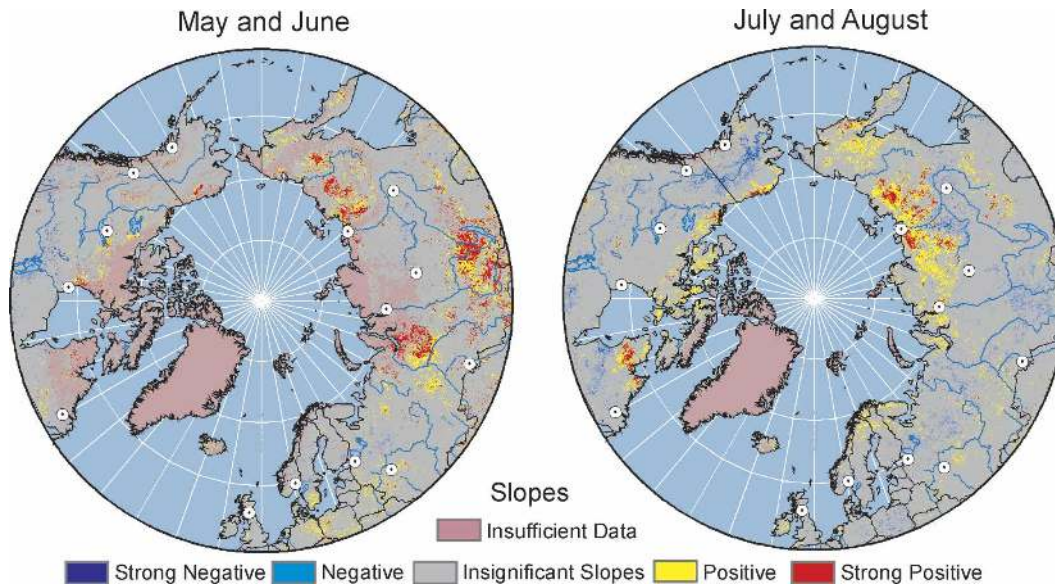 May and June
July and August
Slopes
Insufficient Data
Strong Negative
Negative
Insignificant Slopes
Positive
Strong Positive